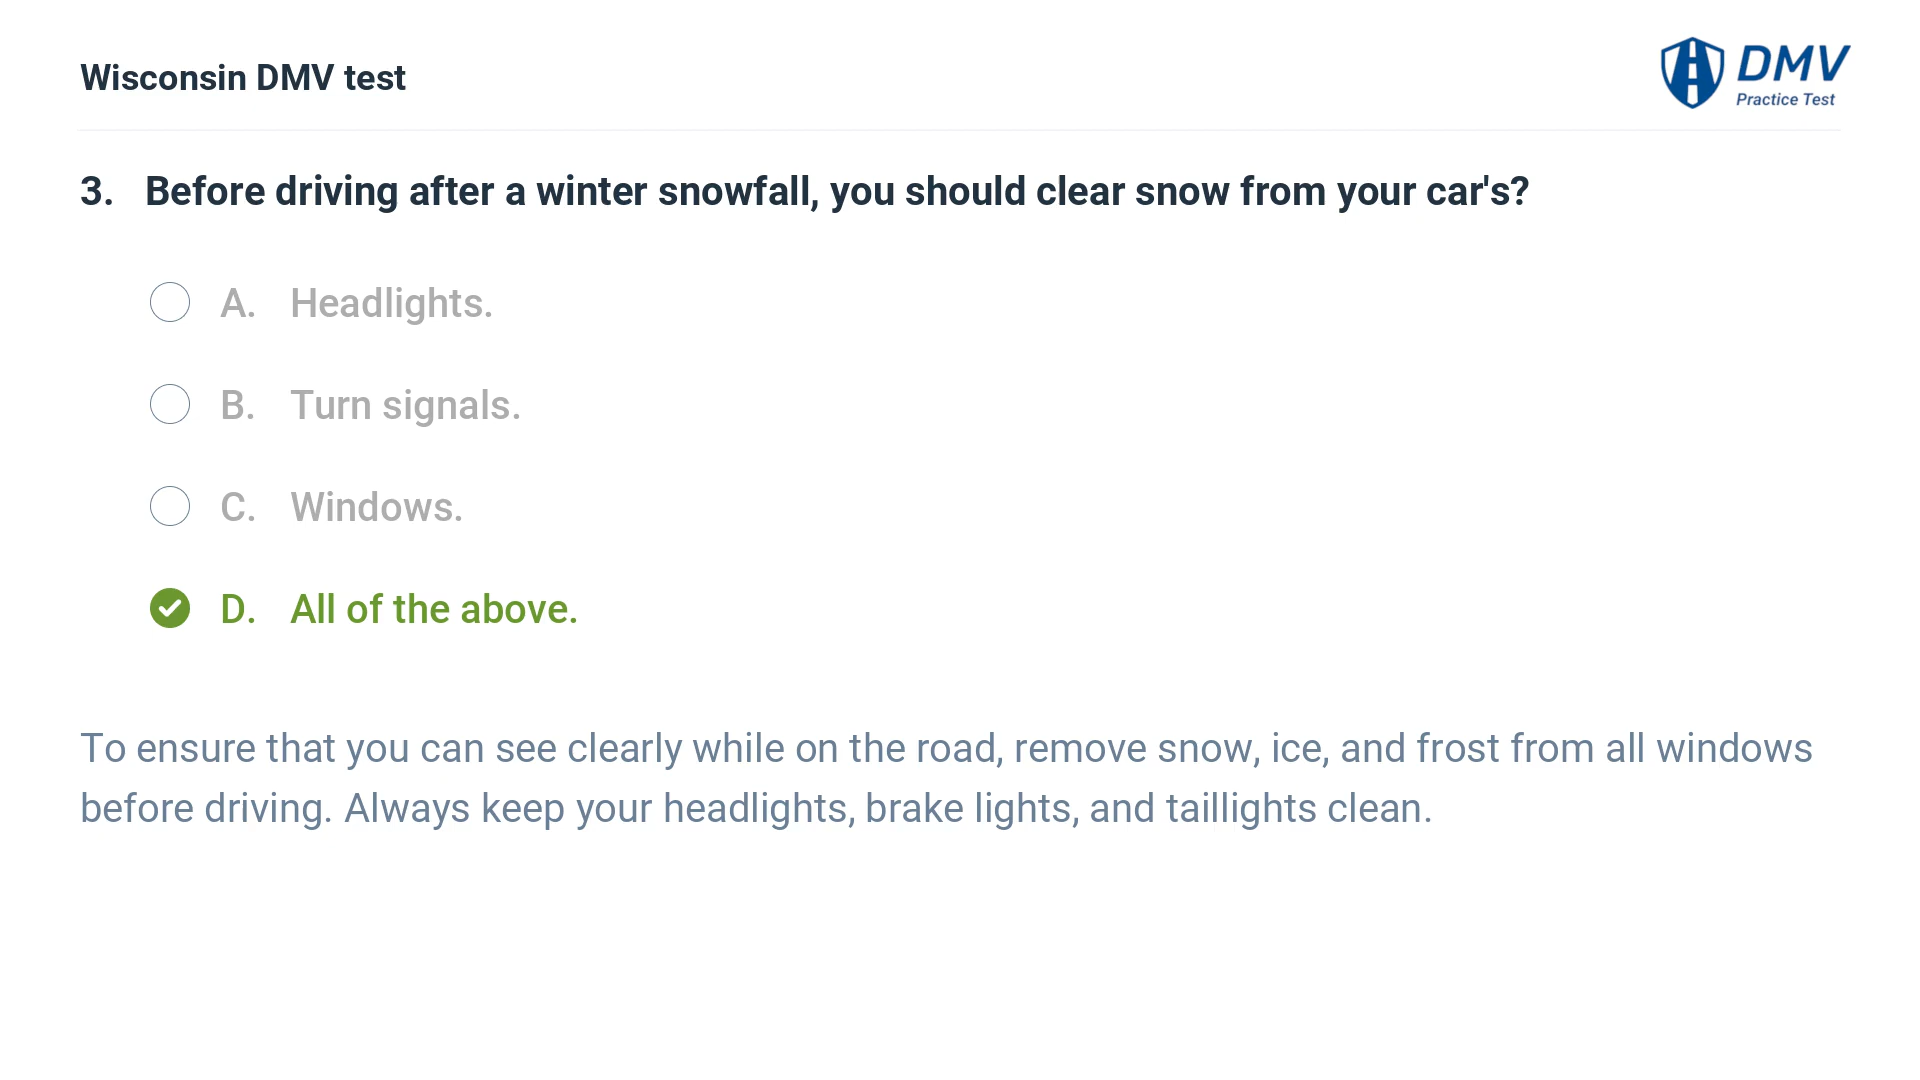 Wisconsin DMV test
DMV
Practice Test
3. Before driving after a winter snowfall, you should clear snow from your car's?
A. Headlights.
B. Turn signals.
C. Windows.
D. All of the above.
To ensure that you can see clearly while on the road, remove snow, ice, and frost from all windows
before driving. Always keep your headlights, brake lights, and taillights clean.